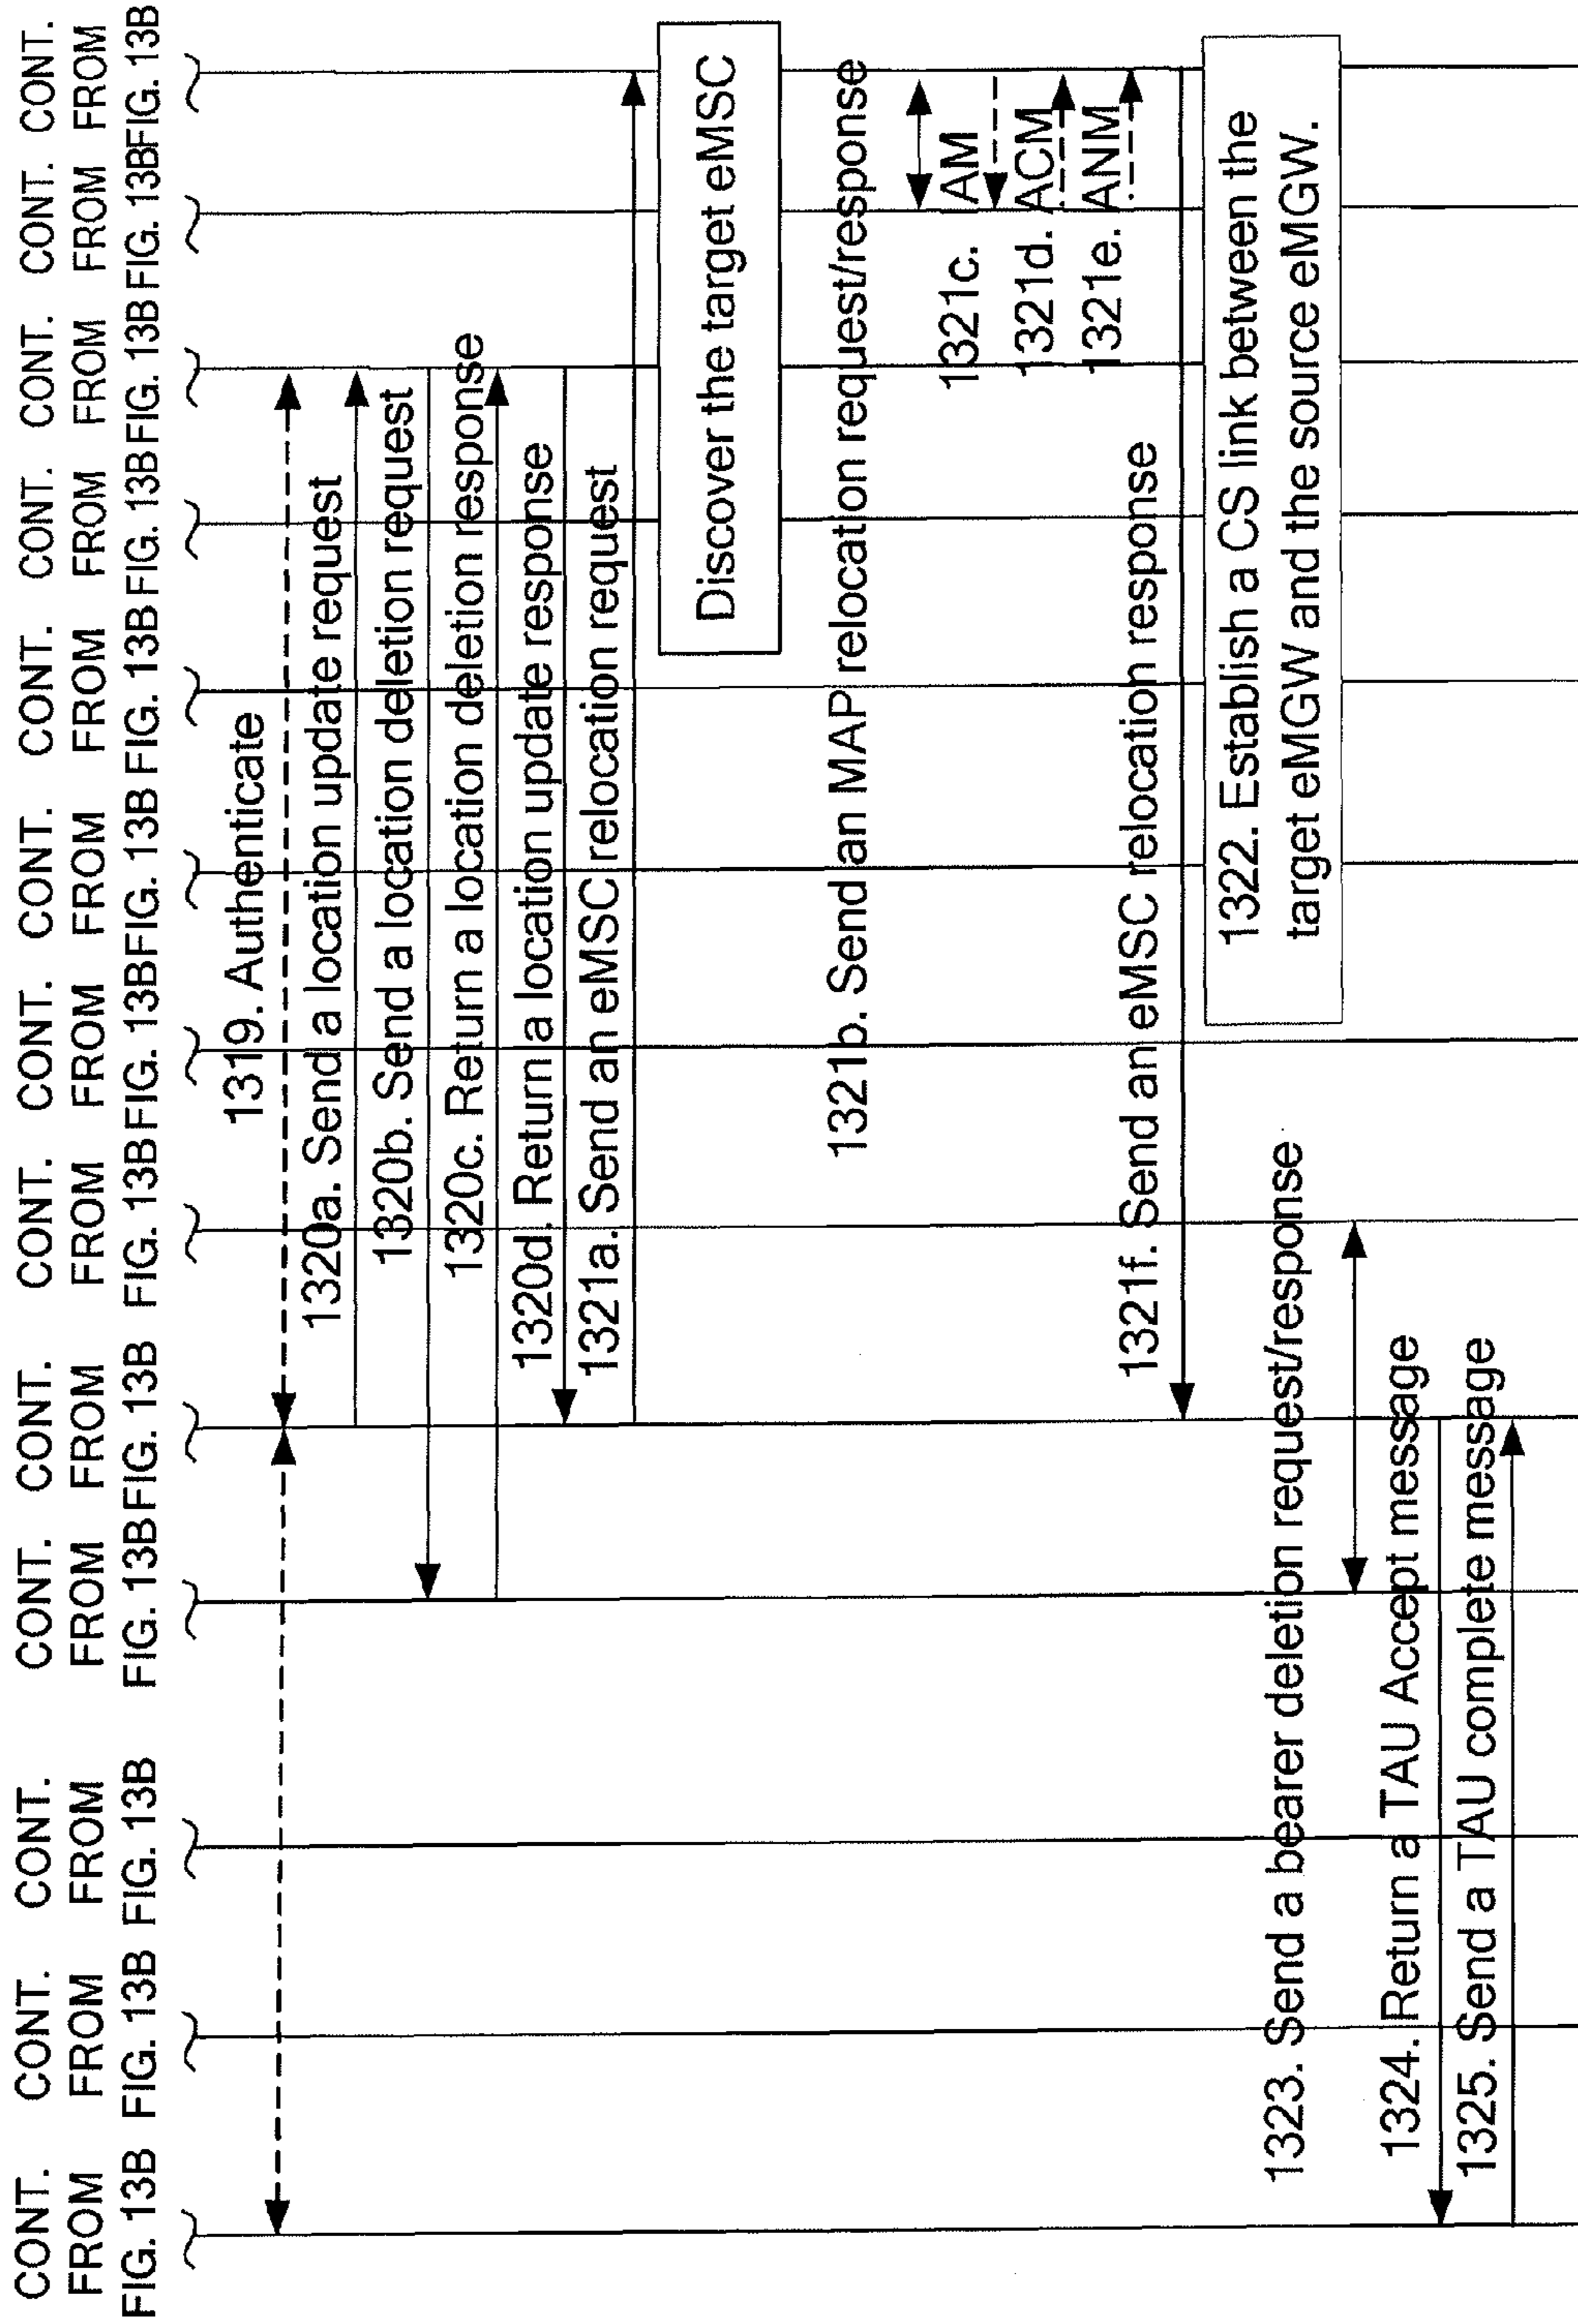 CONT. CONT. CONT. CONT. CONT. CONT. CONT. CONT. CONT. CONT. CONT. CONT. CONT.
FROM FROM FROM FROM FROM FROM FROM FROM FROM FROM FROM FROM FROM
FIG. 13B FIG. 13B FIG. 13B FIG. 13B FIG. 13B FIG. 13B FIG. 13B FIG. 13B FIG. 13B FIG. 13B FIG. 13B FIG. 13B FIG. 13B
1319. Authenticate
1320a. Send a location update request
1320b. Send a location deletion request
1320c. Return a location deletion response
1320d. Return a location update response
1321a. Send an eMSC relocation request
Discover the target eMSC
1321b. Send an MAP relocation request/response
1321c. AM
1321d. ACM
1321e. ANM
1321f. Send an eMSC relocation response
1322. Establish a CS link between the
target eMGW and the source eMGW.
1323. Send a bearer deletion request/response
1324. Return a TAU Accept message
1325. Send a TAU complete message